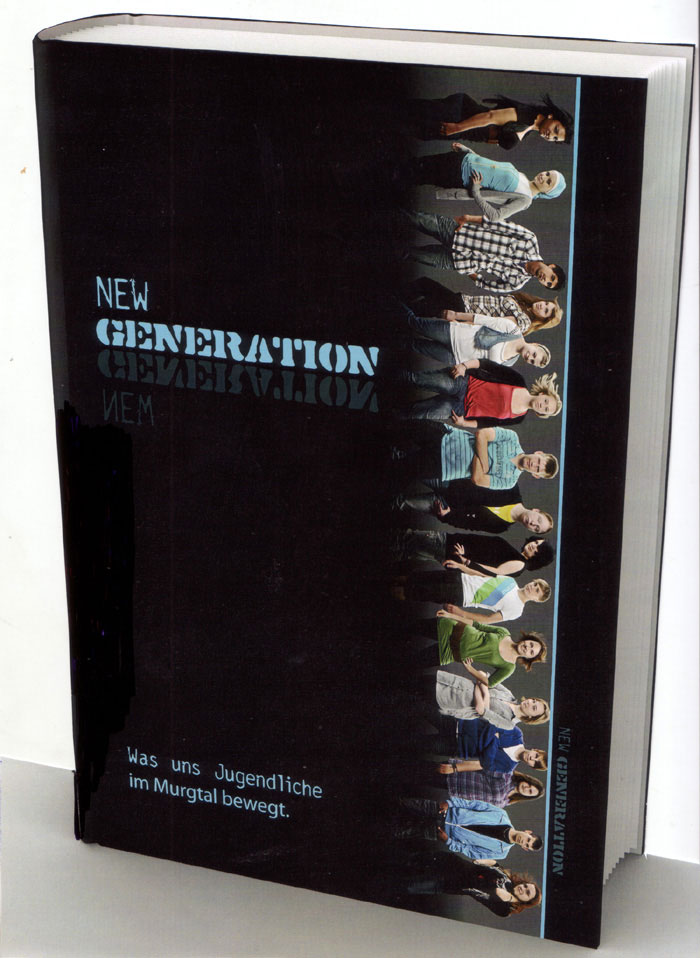 NEW
GENERATION
GENERATION
NEW
Was uns Jugendliche
im Murgtal bewegt.
NEW GENERATION